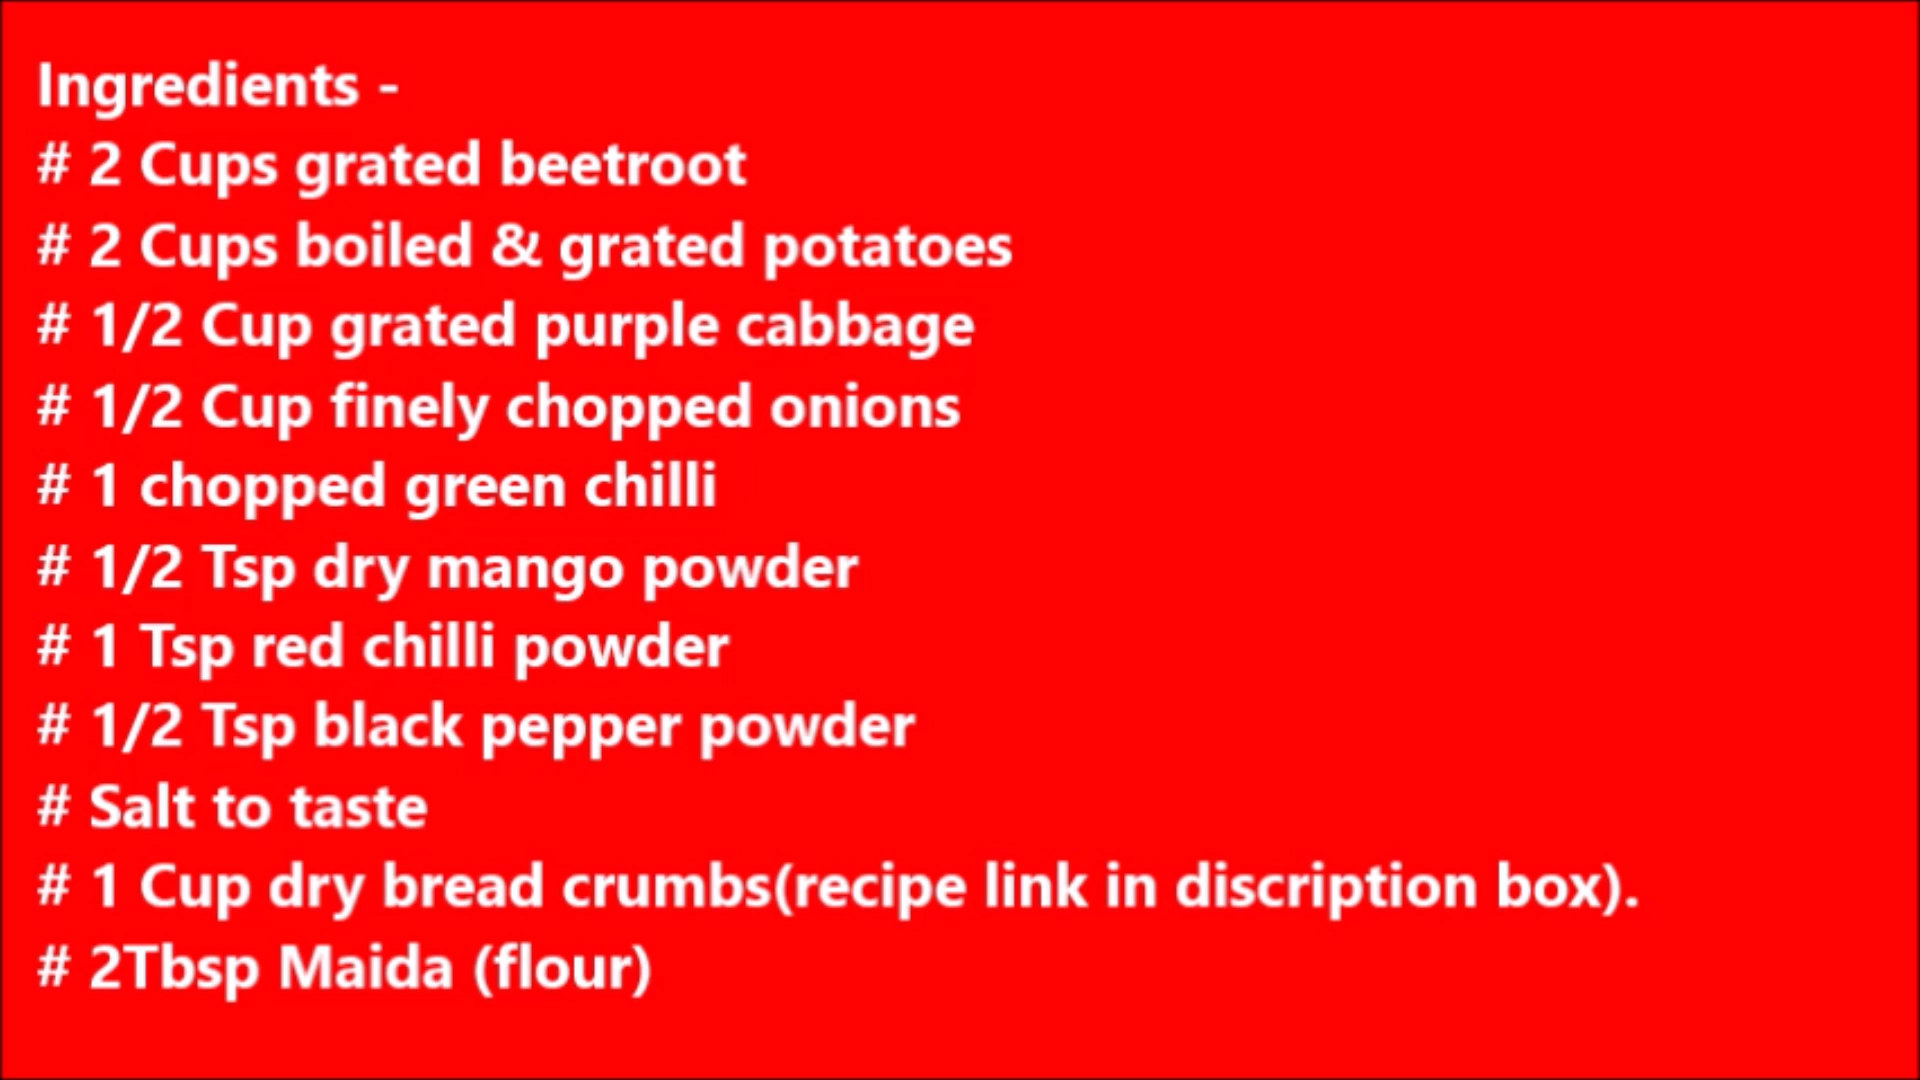 Ingredients -
# 2 Cups grated beetroot
# 2 Cups boiled & grated potatoes
# 1/2 Cup grated purple cabbage
# 1/2 Cup finely chopped onions
# 1 chopped green chilli
# 1/2 Tsp dry mango powder
# 1 Tsp red chilli powder
# 1/2 Tsp black pepper powder
# Salt to taste
# 1 Cup dry bread crumbs(recipe link in discription box).
# 2Tbsp Maida (flour)